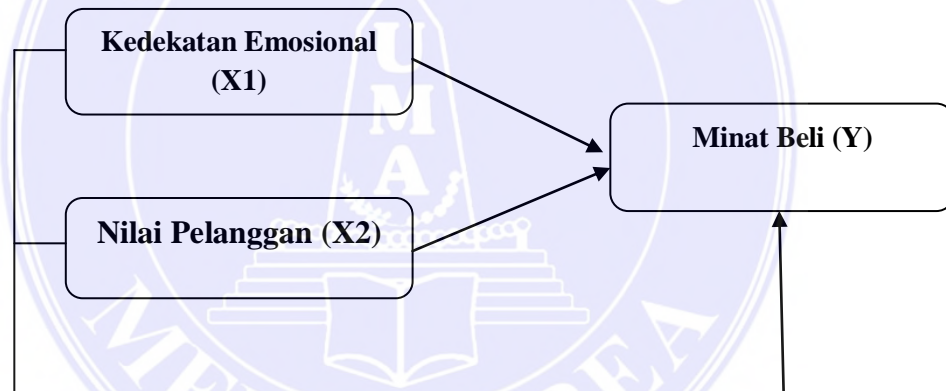 Kedekatan Emosional
(X1)
Minat Beli (Y)
Nilai Pelanggan (X2)
U
M
A